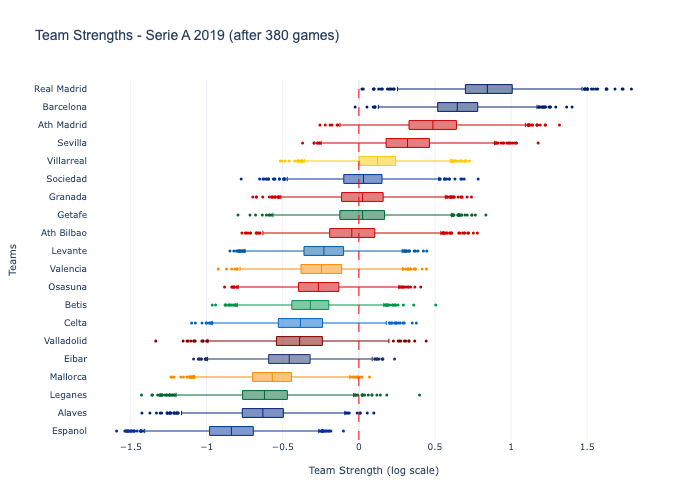 Team Strengths - Serie A 2019 (after 380 games)
Real Madrid
Barcelona
Ath Madrid
Sevilla
Villarreal
Sociedad
Granada
Getafe
Ath Bilbao
Levante
Valencia
Osasuna
Betis
Celta
Valladolid
Eibar
Mallorca
Leganes
Alaves
Espanol
Teams
−1.5 −1 −0.5 0 0.5 1 1.5
Team Strength (log scale)